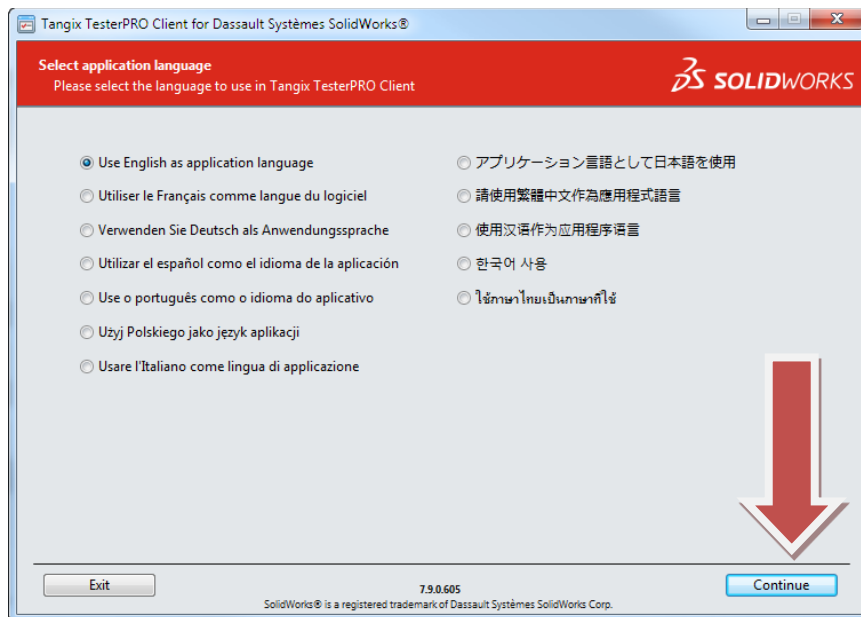 Tangix TesterPRO Client for Dassault Systèmes SolidWorks®
Select application language
Please select the language to use in Tangix TesterPRO Client
SOLIDWORKS
Use English as application language
Utiliser le Français comme langue du logiciel
Verwenden Sie Deutsch als Anwendungssprache
Utilizar el español como el idioma de la aplicación
Use o português como o idioma do aplicativo
Użyj Polskiego jako język aplikacji
Usare l'Italiano come lingua di applicazione
アプリケーション言語として日本語を使用
請使用繁體中文作為應用程式語言
使用汉语作为应用程序语言
한국어 사용
ใช้ภาษาไทยเป็นภาษาที่ใช้
Exit
7.9.0.605
Continue
SolidWorks® is a registered trademark of Dassault Systèmes SolidWorks Corp.